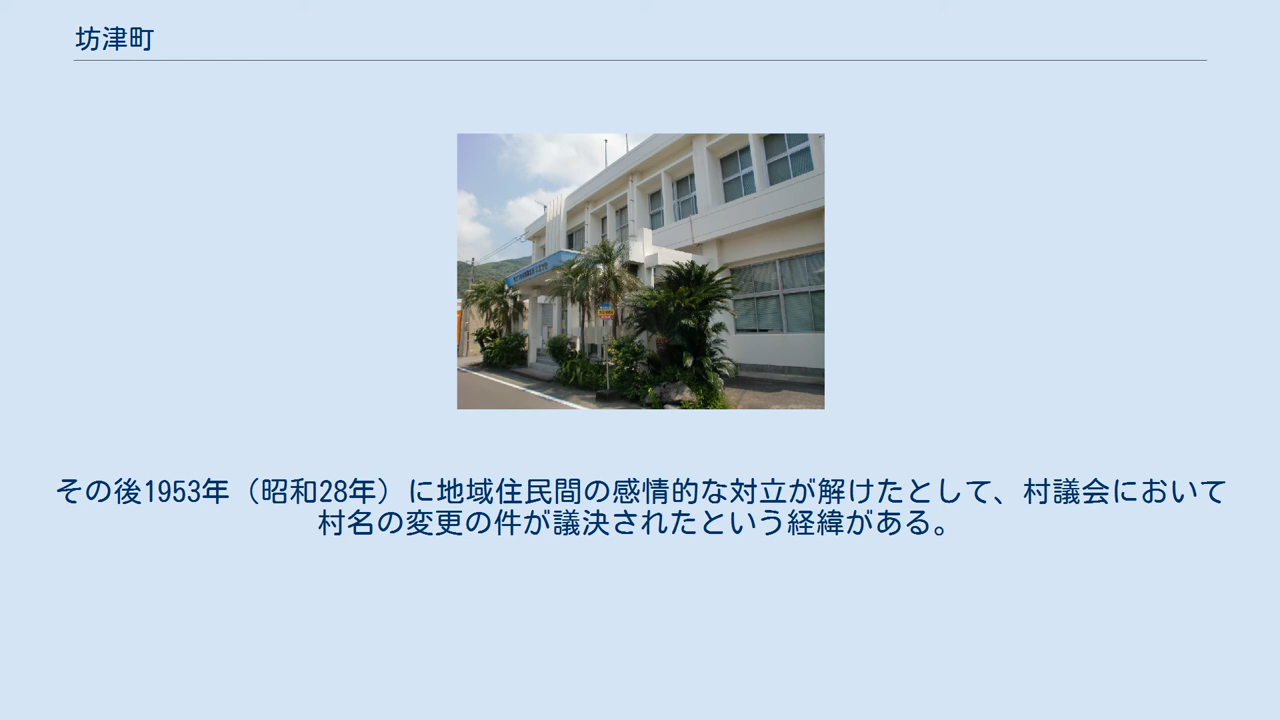 坊津町
その後1953年（昭和28年）に地域住民間の感情的な対立が解けたとして、村議会において
村名の変更の件が議決されたという経緯がある。